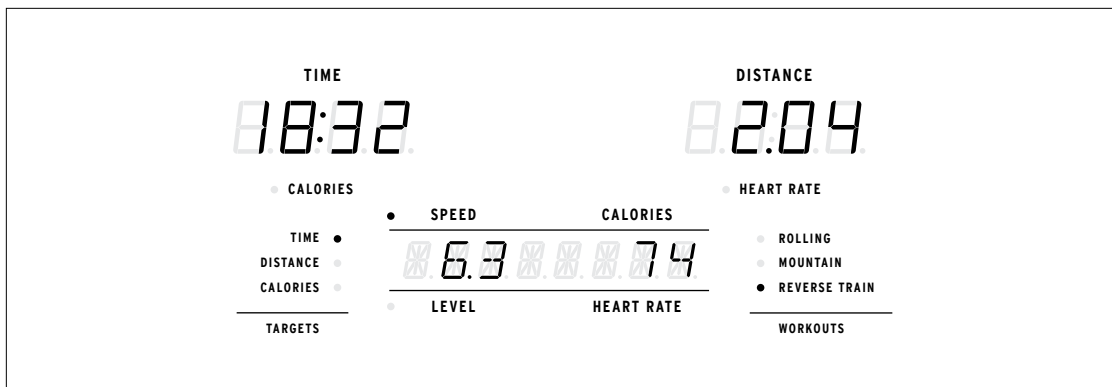 TIME
DISTANCE
18:32
2.04
CALORIES
HEART RATE
SPEED
CALORIES
6.3
74
LEVEL
HEART RATE
TIME
DISTANCE
CALORIES
TARGETS
ROLLING
MOUNTAIN
REVERSE TRAIN
WORKOUTS